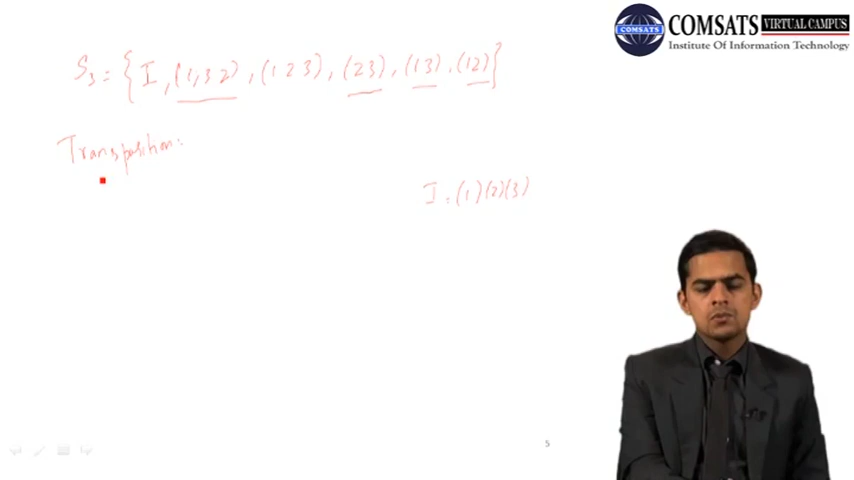 COMSATS VIRTUAL CAMPUS
Institute Of Information Technology
COMSATS
S₃ = { I , (1,3 2) , (1 2 3) , (2 3) , (1 3) , (1 2) }
Transposition:
I = (1) (2) (3)
5